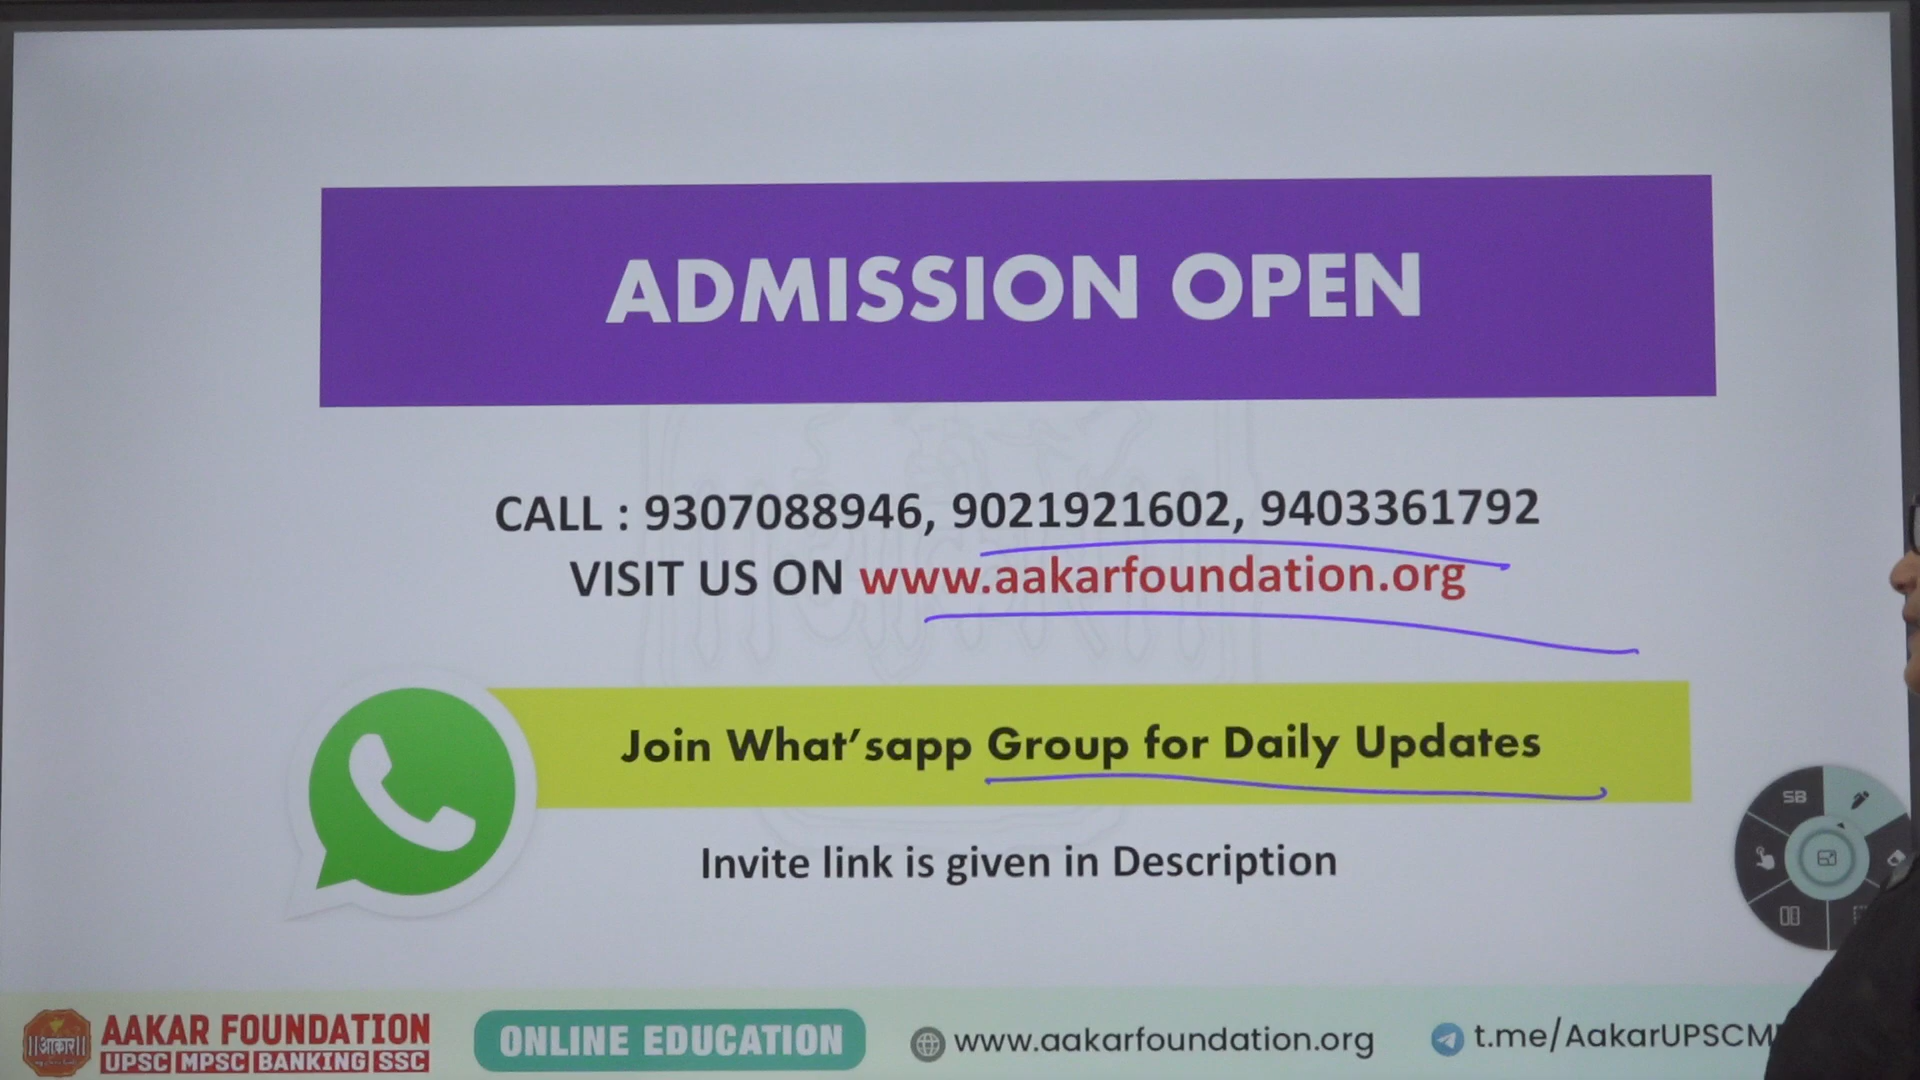 ADMISSION OPEN
CALL : 9307088946, 9021921602, 9403361792
VISIT US ON www.aakarfoundation.org
Join What'sapp Group for Daily Updates
Invite link is given in Description
SB
||आकार||
AAKAR FOUNDATION
UPSC MPSC BANKING SSC
ONLINE EDUCATION
www.aakarfoundation.org
t.me/AakarUPSCM